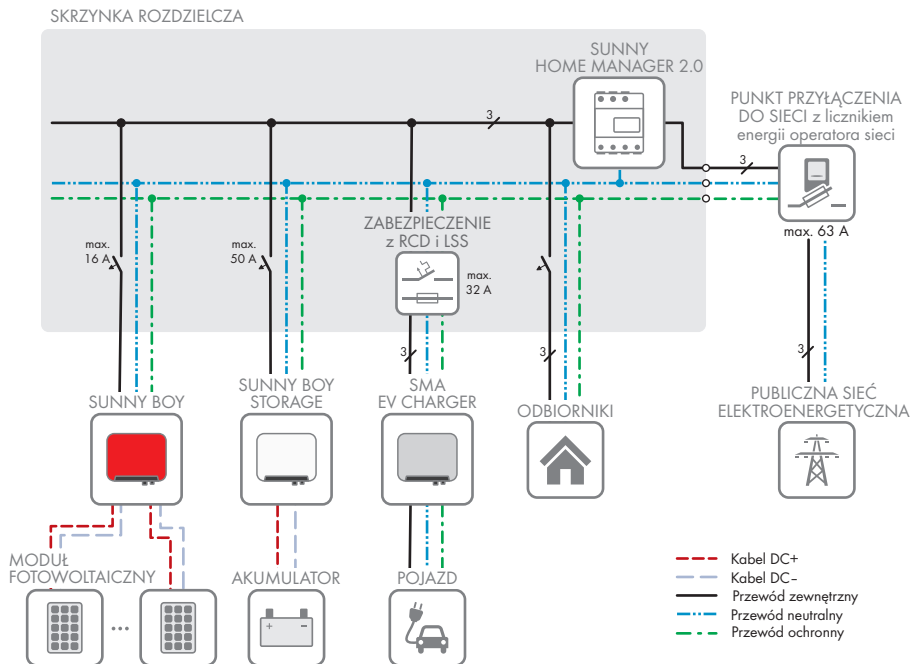 SKRZYNKA ROZDZIELCZA
SUNNY
HOME MANAGER 2.0
PUNKT PRZYŁĄCZENIA
DO SIECI z licznikiem
energii operatora sieci
3
3
max. 63 A
ZABEZPIECZENIE
z RCD i LSS
max.
16 A
max.
50 A
max.
32 A
3
3
3
SUNNY BOY
SUNNY BOY
STORAGE
SMA
EV CHARGER
ODBIORNIKI
PUBLICZNA SIEĆ
ELEKTROENERGETYCZNA
MODUŁ
FOTOWOLTAICZNY
...
AKUMULATOR
+ -
POJAZD
Kabel DC+
Kabel DC–
Przewód zewnętrzny
Przewód neutralny
Przewód ochronny